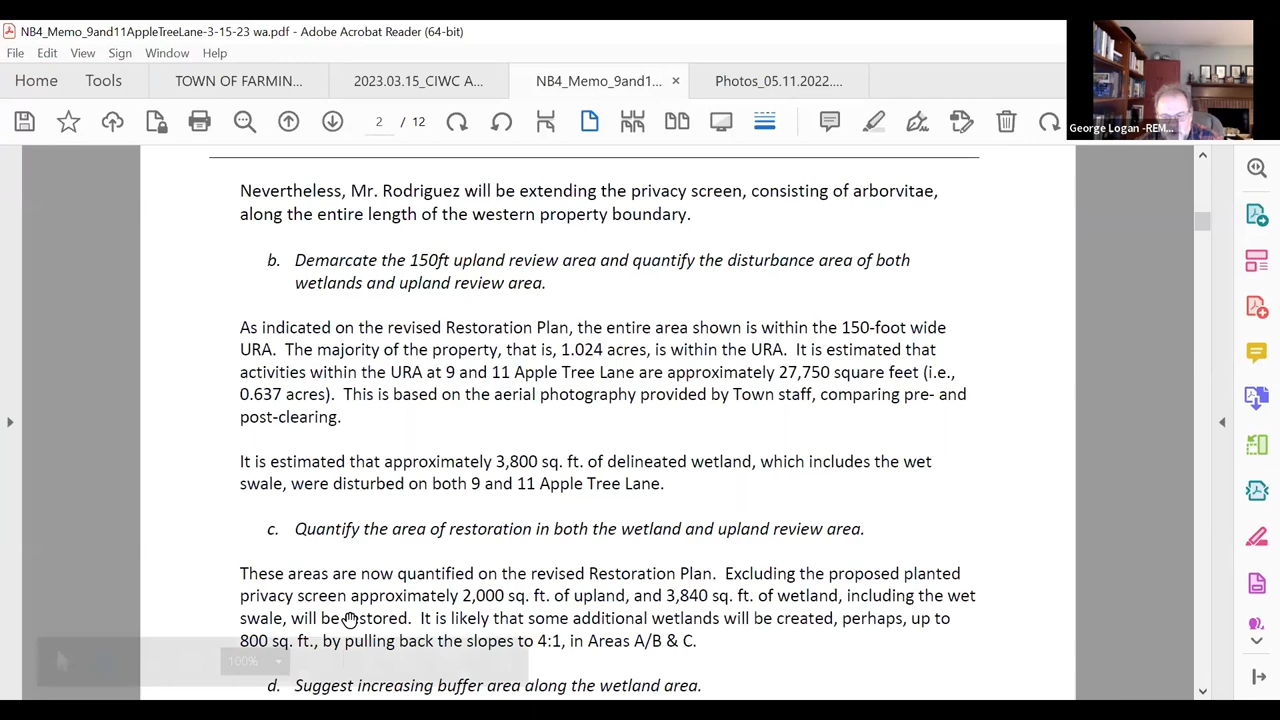 NB4_Memo_9and11AppleTreeLane-3-15-23 wa.pdf - Adobe Acrobat Reader (64-bit)
File Edit View Sign Window Help
Home Tools TOWN OF FARMIN... 2023.03.15_CIWC A... NB4_Memo_9and1... × Photos_05.11.2022....
2 / 12
George Logan -REM...
Nevertheless, Mr. Rodriguez will be extending the privacy screen, consisting of arborvitae,
along the entire length of the western property boundary.
b. Demarcate the 150ft upland review area and quantify the disturbance area of both
wetlands and upland review area.
As indicated on the revised Restoration Plan, the entire area shown is within the 150-foot wide
URA. The majority of the property, that is, 1.024 acres, is within the URA. It is estimated that
activities within the URA at 9 and 11 Apple Tree Lane are approximately 27,750 square feet (i.e.,
0.637 acres). This is based on the aerial photography provided by Town staff, comparing pre- and
post-clearing.
It is estimated that approximately 3,800 sq. ft. of delineated wetland, which includes the wet
swale, were disturbed on both 9 and 11 Apple Tree Lane.
c. Quantify the area of restoration in both the wetland and upland review area.
These areas are now quantified on the revised Restoration Plan. Excluding the proposed planted
privacy screen approximately 2,000 sq. ft. of upland, and 3,840 sq. ft. of wetland, including the wet
swale, will be restored. It is likely that some additional wetlands will be created, perhaps, up to
800 sq. ft., by pulling back the slopes to 4:1, in Areas A/B & C.
100%
d. Suggest increasing buffer area along the wetland area.